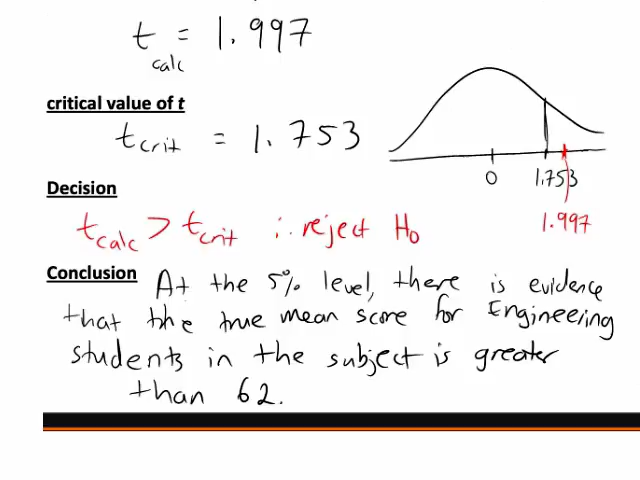 t calc = 1.997
critical value of t
t crit = 1.753
0 1.753
1.997
Decision
t calc > t crit ∴ reject H0
Conclusion At the 5% level, there is evidence
that the true mean score for Engineering
students in the subject is greater
than 62.